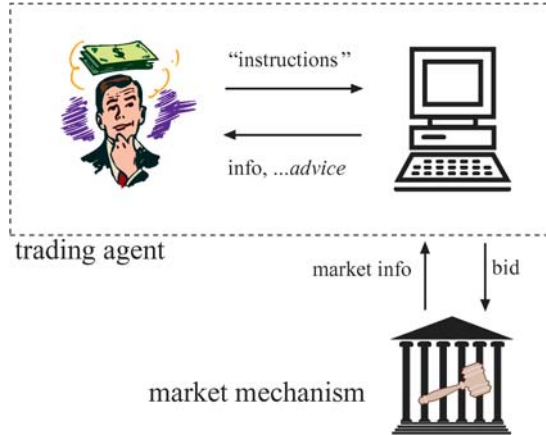 “instructions”
info, ...advice
trading agent
market info
bid
market mechanism
$